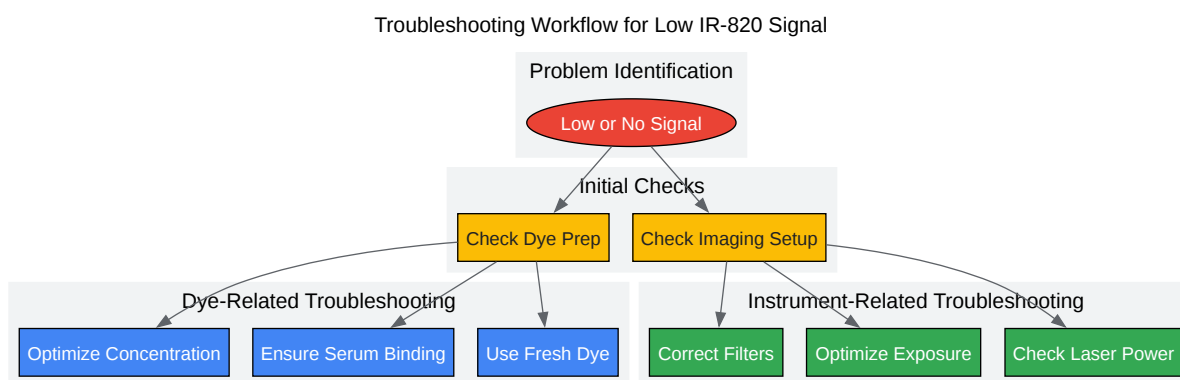 Troubleshooting Workflow for Low IR-820 Signal
Problem Identification
Low or No Signal
Initial Checks
Check Dye Prep
Check Imaging Setup
Dye-Related Troubleshooting
Instrument-Related Troubleshooting
Optimize Concentration
Ensure Serum Binding
Use Fresh Dye
Correct Filters
Optimize Exposure
Check Laser Power